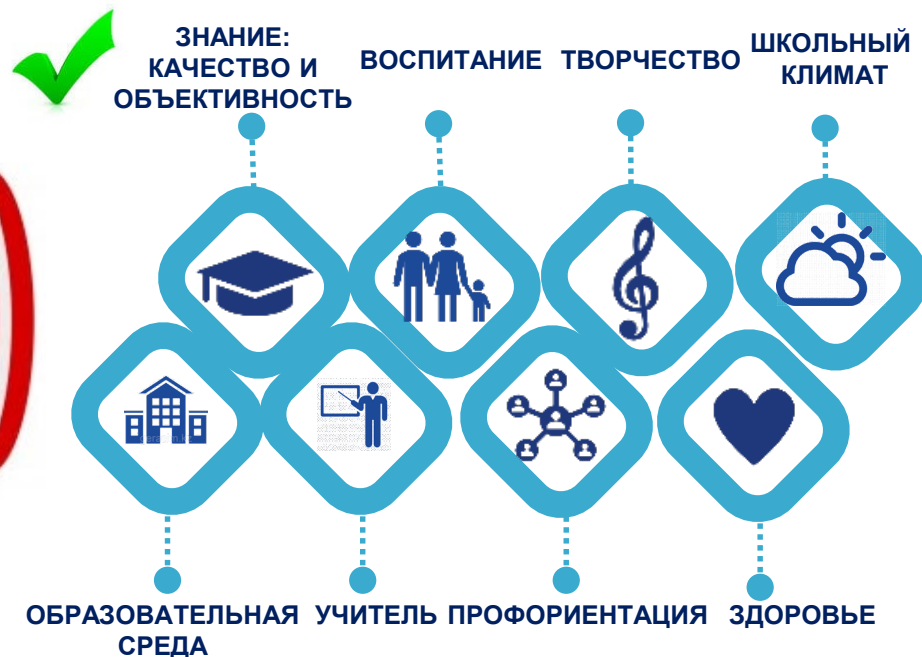 ЗНАНИЕ:
КАЧЕСТВО И
ОБЪЕКТИВНОСТЬ
ВОСПИТАНИЕ
ТВОРЧЕСТВО
ШКОЛЬНЫЙ
КЛИМАТ
ОБРАЗОВАТЕЛЬНАЯ
СРЕДА
УЧИТЕЛЬ
ПРОФОРИЕНТАЦИЯ
ЗДОРОВЬЕ